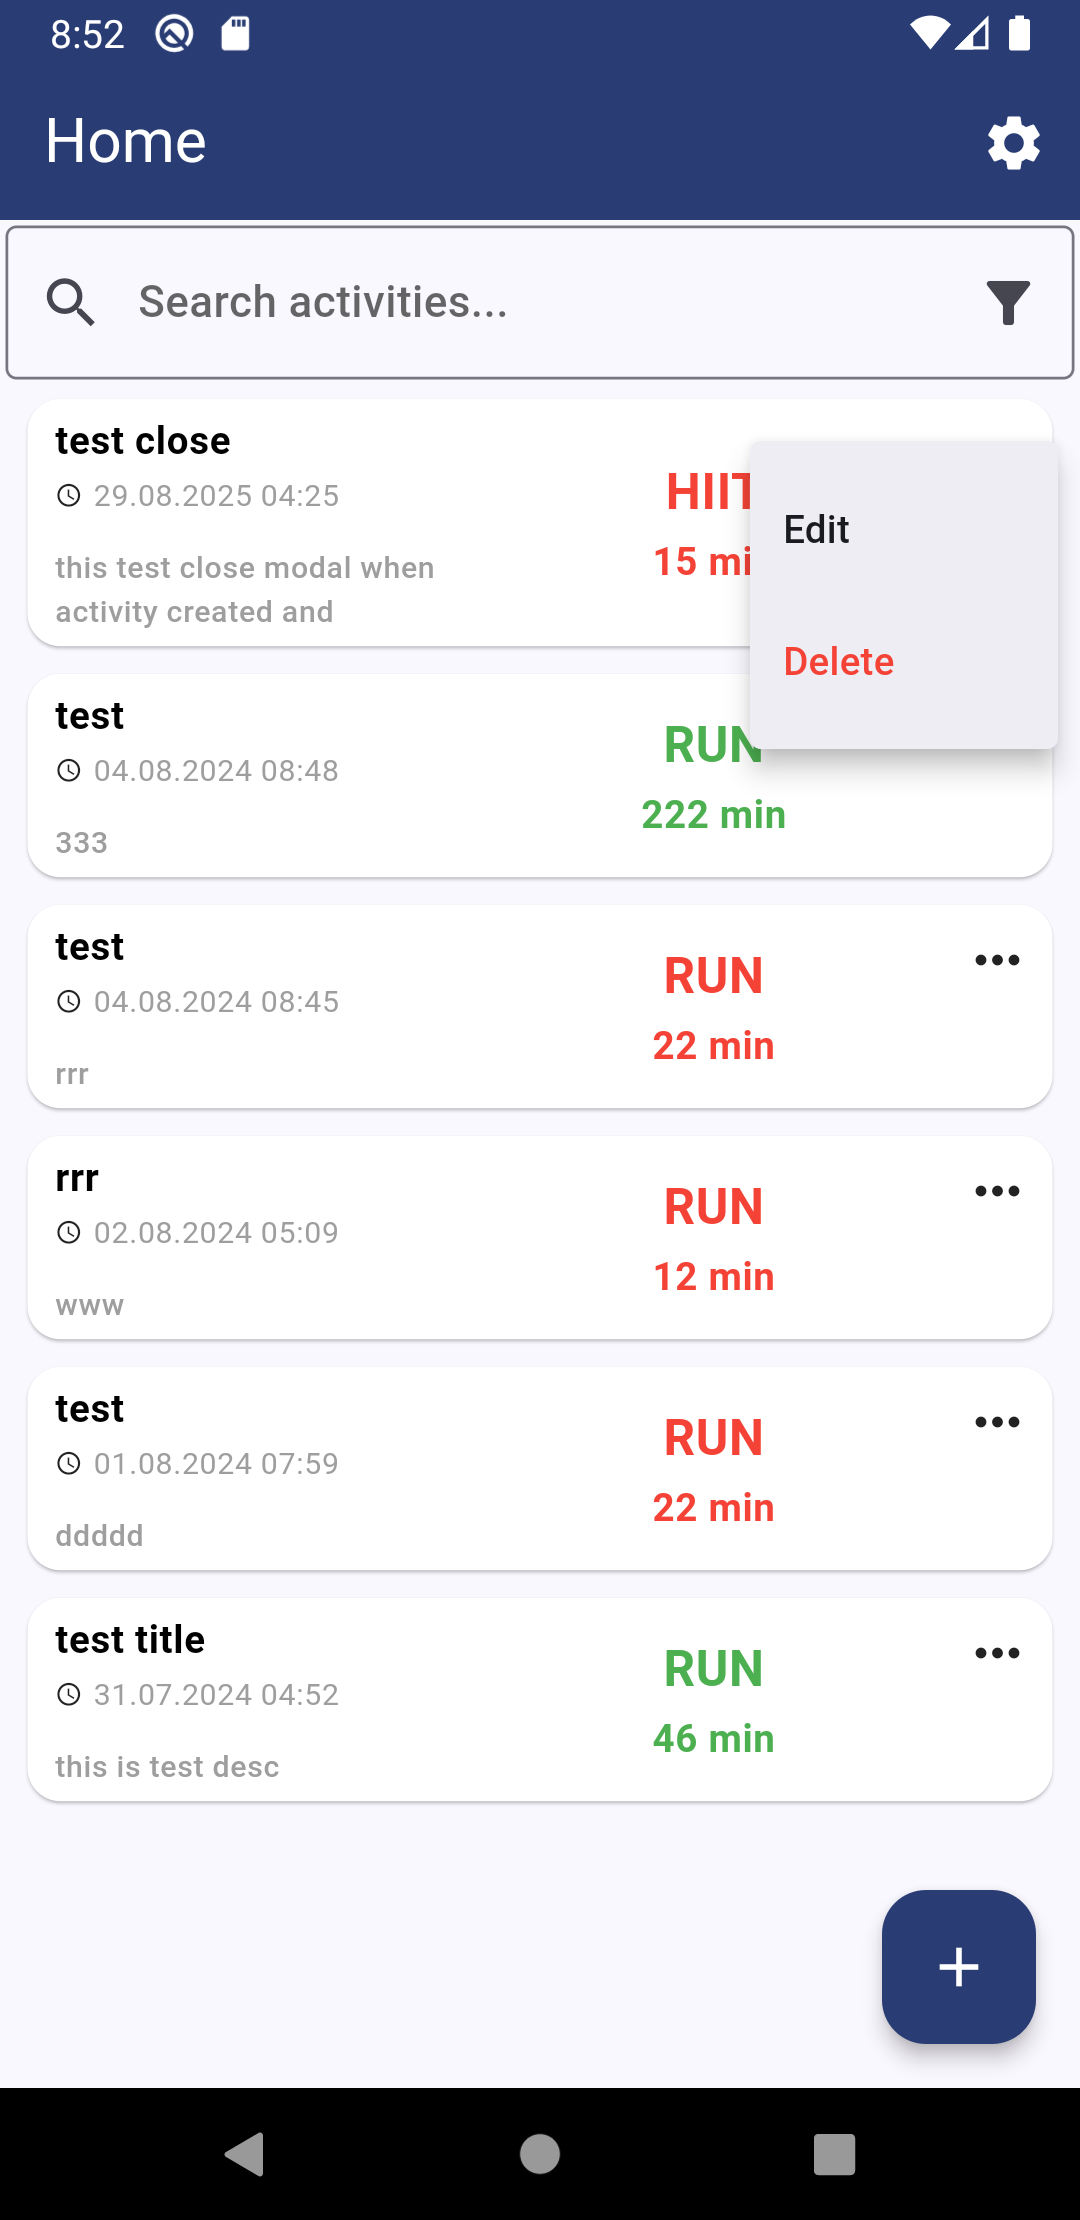 8:52
Home
Search activities...
test close
29.08.2025 04:25
this test close modal when
activity created and
HIIT
15 mi
Edit
Delete
test
04.08.2024 08:48
333
RUN
222 min
test
04.08.2024 08:45
rrr
RUN
22 min
rrr
02.08.2024 05:09
www
RUN
12 min
test
01.08.2024 07:59
ddddd
RUN
22 min
test title
31.07.2024 04:52
this is test desc
RUN
46 min